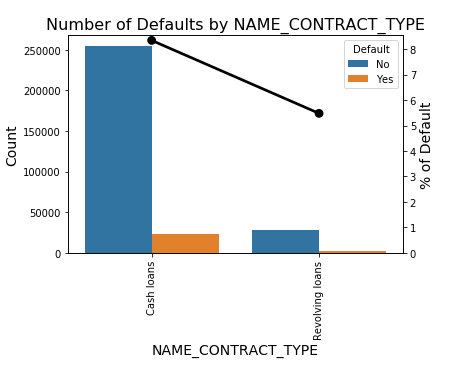 Number of Defaults by NAME_CONTRACT_TYPE
250000
200000
150000
100000
50000
0
Count
8
7
6
5
4
3
2
1
0
% of Default
Default
No
Yes
Cash loans
Revolving loans
NAME_CONTRACT_TYPE